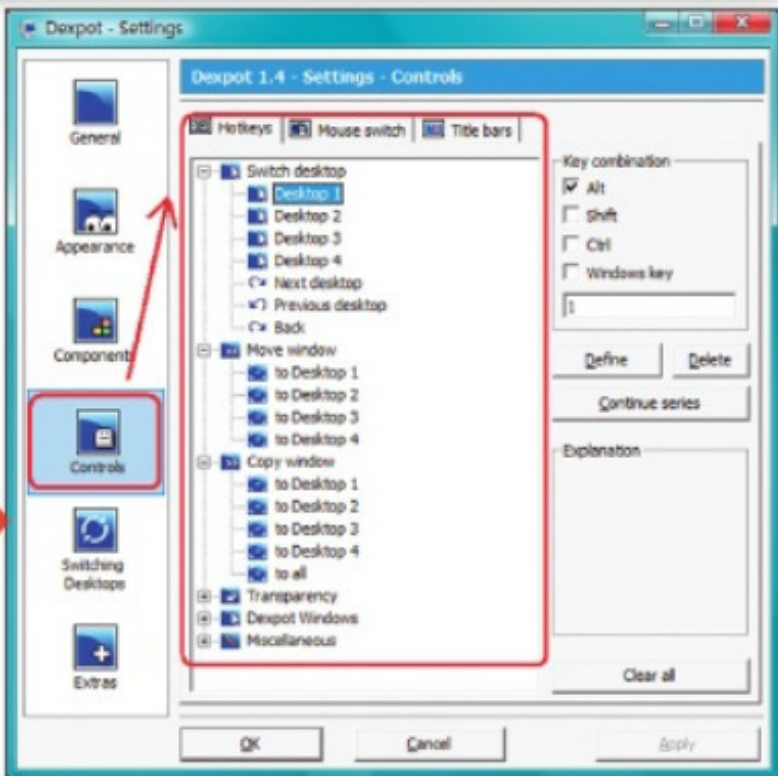 Dexpot - Settings
Dexpot 1.4 - Settings - Controls
General
Appearance
Components
Controls
Switching
Desktops
Extras
Hotkeys
Mouse switch
Title bars
Switch desktop
Desktop 1
Desktop 2
Desktop 3
Desktop 4
Next desktop
Previous desktop
Back
Move window
to Desktop 1
to Desktop 2
to Desktop 3
to Desktop 4
Copy window
to Desktop 1
to Desktop 2
to Desktop 3
to Desktop 4
to all
Transparency
Dexpot Windows
Miscellaneous
Key combination
Alt
Shift
Ctrl
Windows key
1
Define
Delete
Continue series
Explanation
Clear all
OK
Cancel
Apply